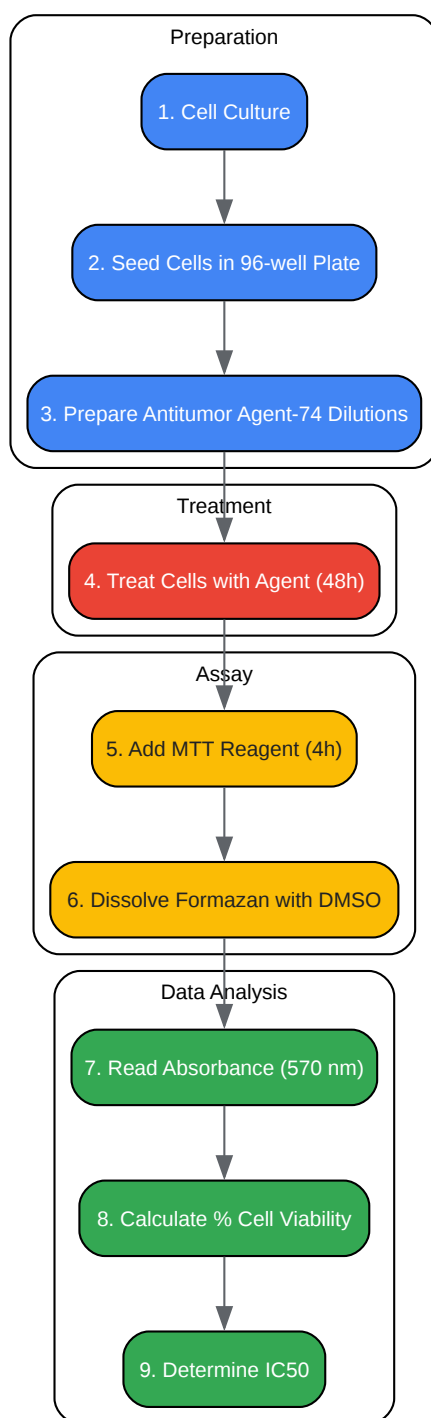 Preparation
1. Cell Culture
2. Seed Cells in 96-well Plate
3. Prepare Antitumor Agent-74 Dilutions
Treatment
4. Treat Cells with Agent (48h)
Assay
5. Add MTT Reagent (4h)
6. Dissolve Formazan with DMSO
Data Analysis
7. Read Absorbance (570 nm)
8. Calculate % Cell Viability
9. Determine IC50